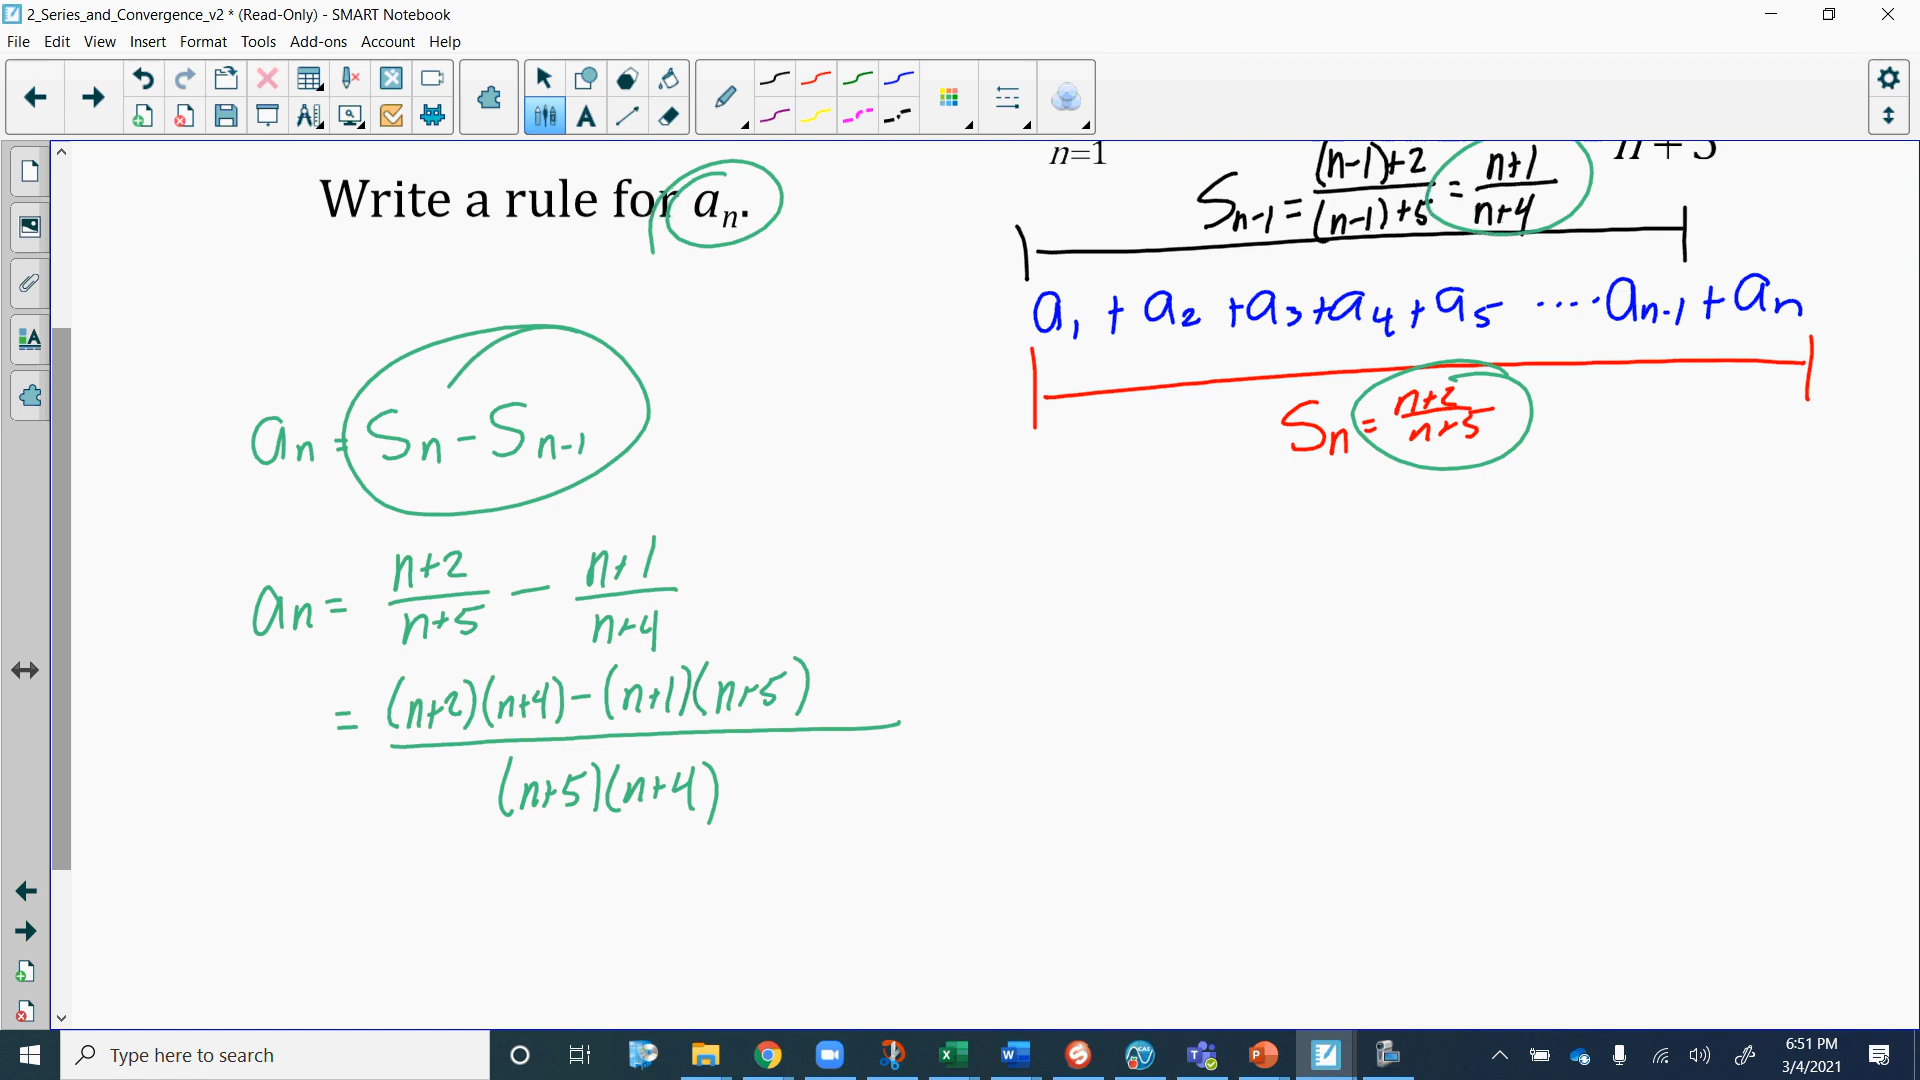 2_Series_and_Convergence_v2 * (Read-Only) - SMART Notebook
File Edit View Insert Format Tools Add-ons Account Help
n=1
Write a rule for aₙ.
Sₙ₋₁ = ((n-1)+2)/((n-1)+5) = (n+1)/(n+4)
a₁ + a₂ + a₃ + a₄ + a₅ .... aₙ₋₁ + aₙ
Sₙ = (n+2)/(n+5)
aₙ = Sₙ - Sₙ₋₁
aₙ = (n+2)/(n+5) - (n+1)/(n+4)
= ((n+2)(n+4) - (n+1)(n+5))/((n+5)(n+4))
Type here to search
6:51 PM
3/4/2021